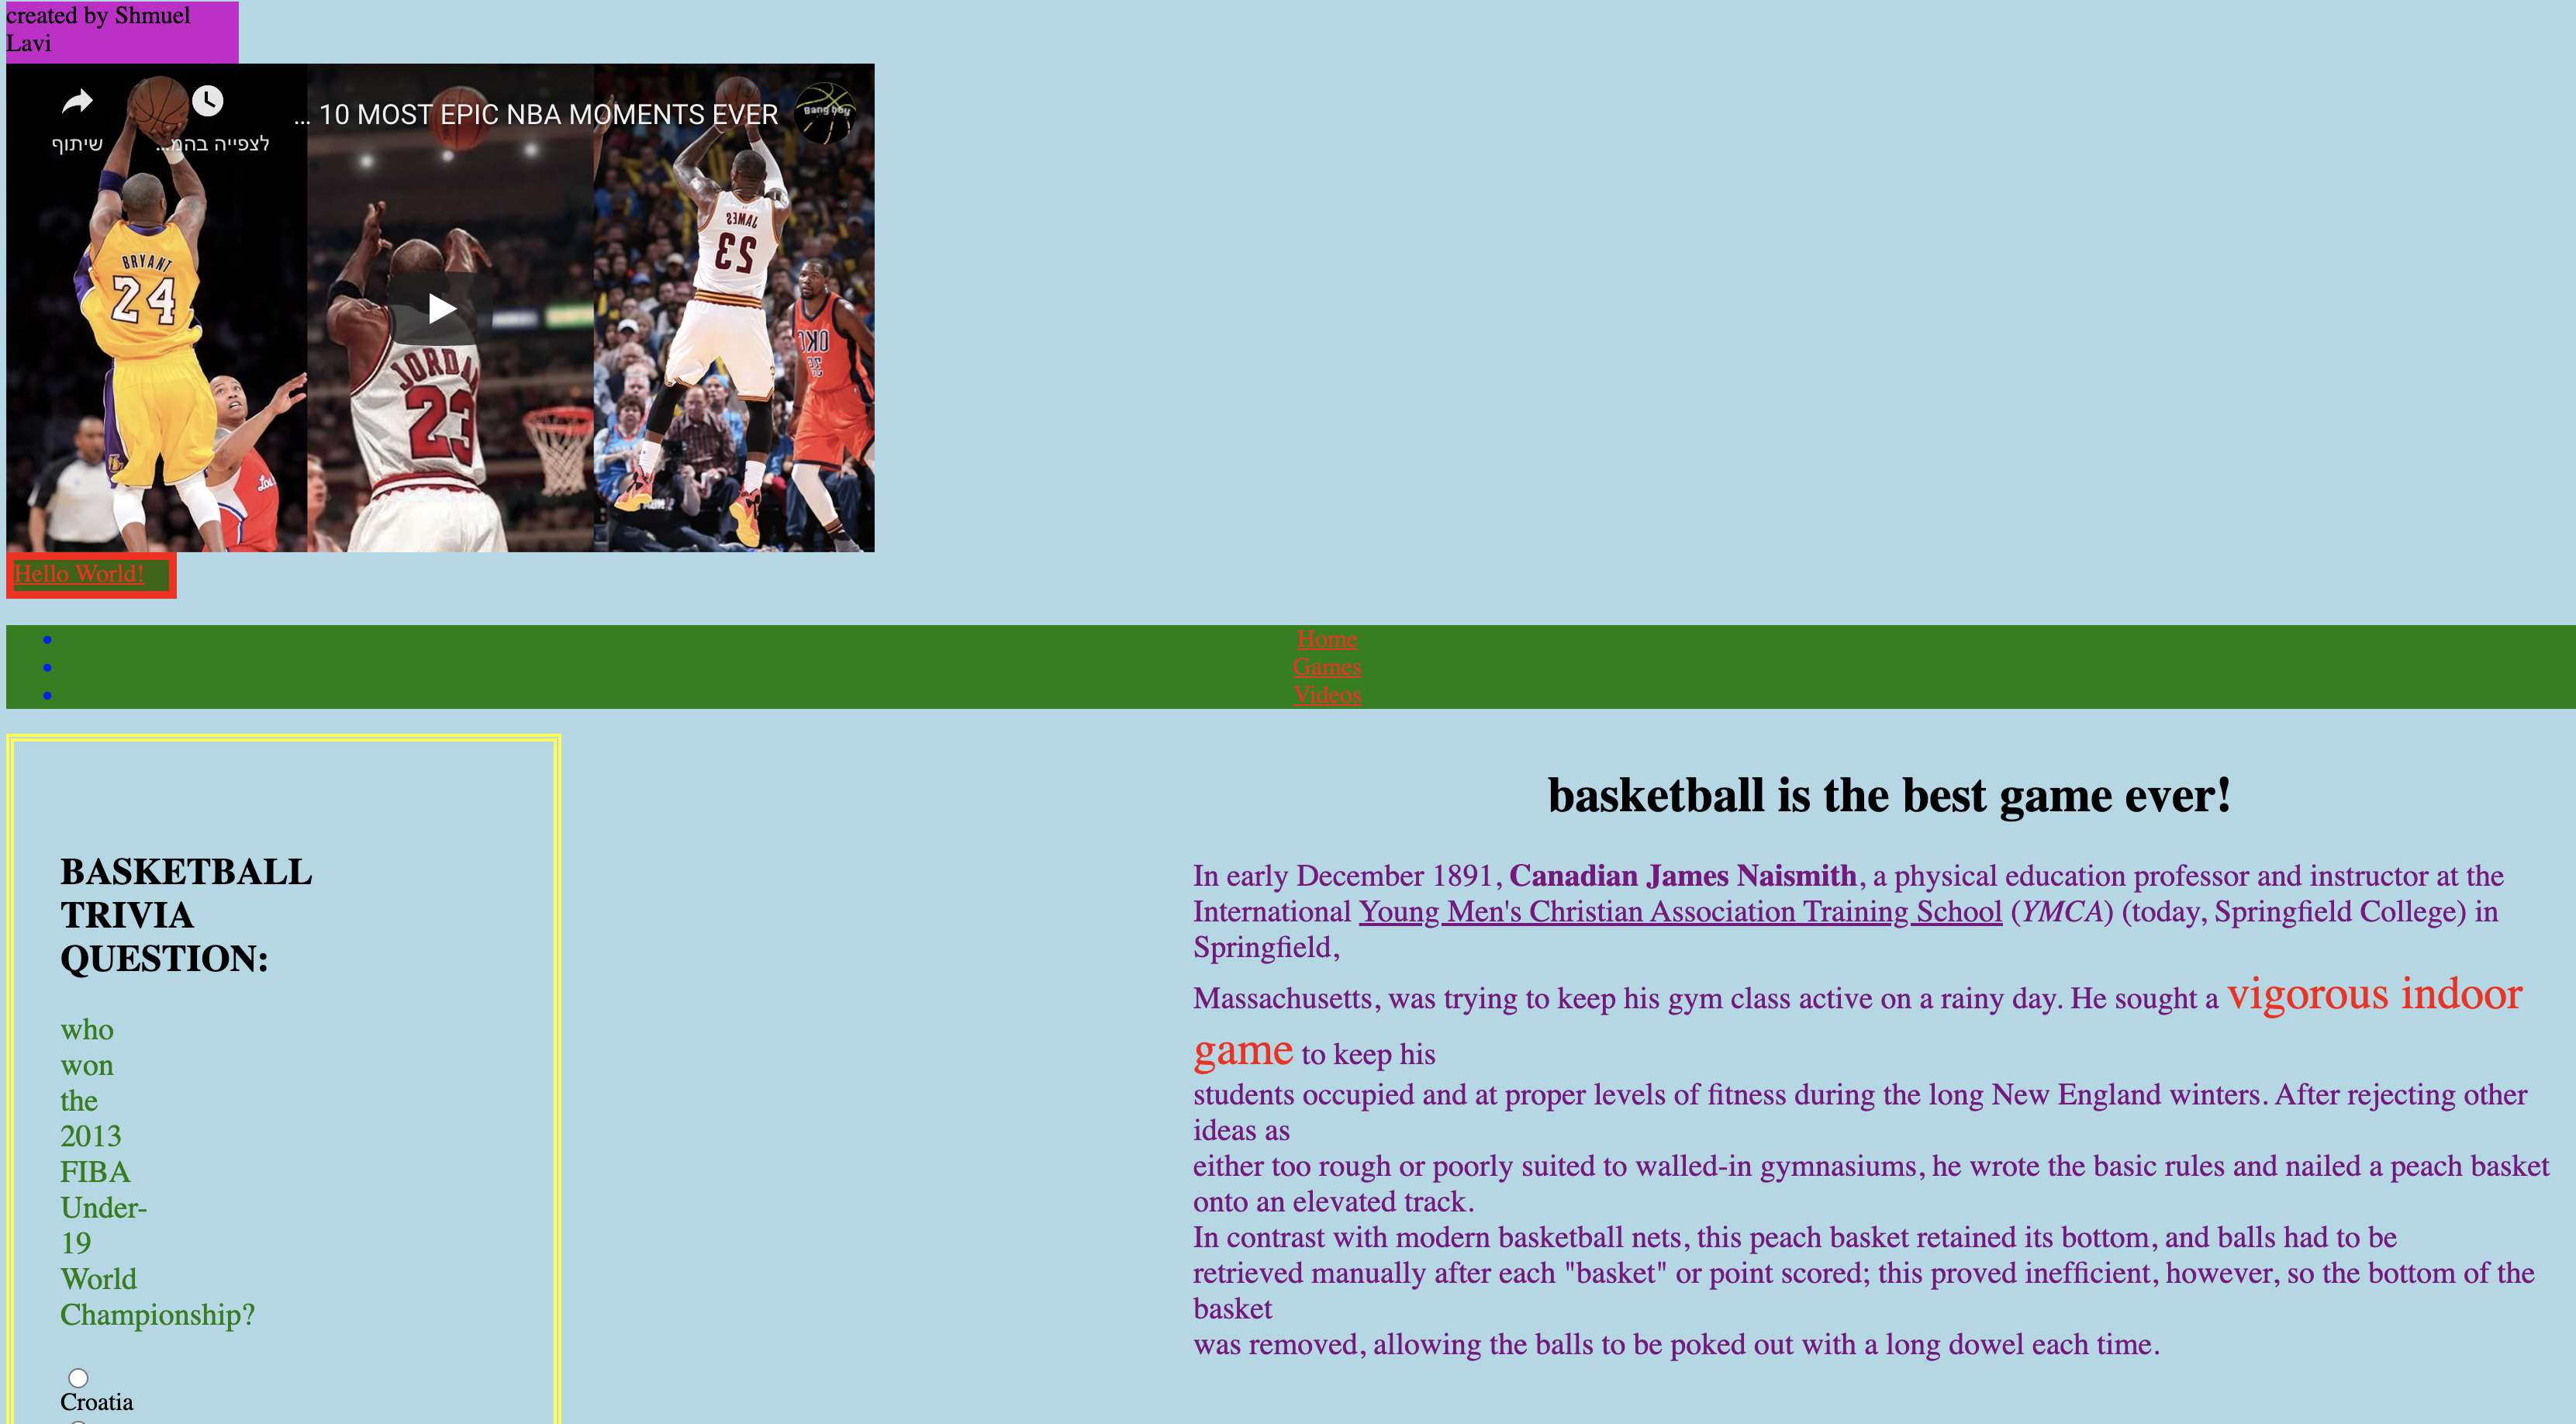 created by Shmuel
Lavi
... 10 MOST EPIC NBA MOMENTS EVER
gang boy
שיתוף
לצפייה בהמ...
BRYANT
24
JORDA
23
JAMES
23
Los
Hello World!
Home
Games
Videos
BASKETBALL
TRIVIA
QUESTION:
who
won
the
2013
FIBA
Under-
19
World
Championship?
Croatia
basketball is the best game ever!
In early December 1891, Canadian James Naismith, a physical education professor and instructor at the
International Young Men's Christian Association Training School (YMCA) (today, Springfield College) in
Springfield,
Massachusetts, was trying to keep his gym class active on a rainy day. He sought a vigorous indoor
game to keep his
students occupied and at proper levels of fitness during the long New England winters. After rejecting other
ideas as
either too rough or poorly suited to walled-in gymnasiums, he wrote the basic rules and nailed a peach basket
onto an elevated track.
In contrast with modern basketball nets, this peach basket retained its bottom, and balls had to be
retrieved manually after each "basket" or point scored; this proved inefficient, however, so the bottom of the
basket
was removed, allowing the balls to be poked out with a long dowel each time.